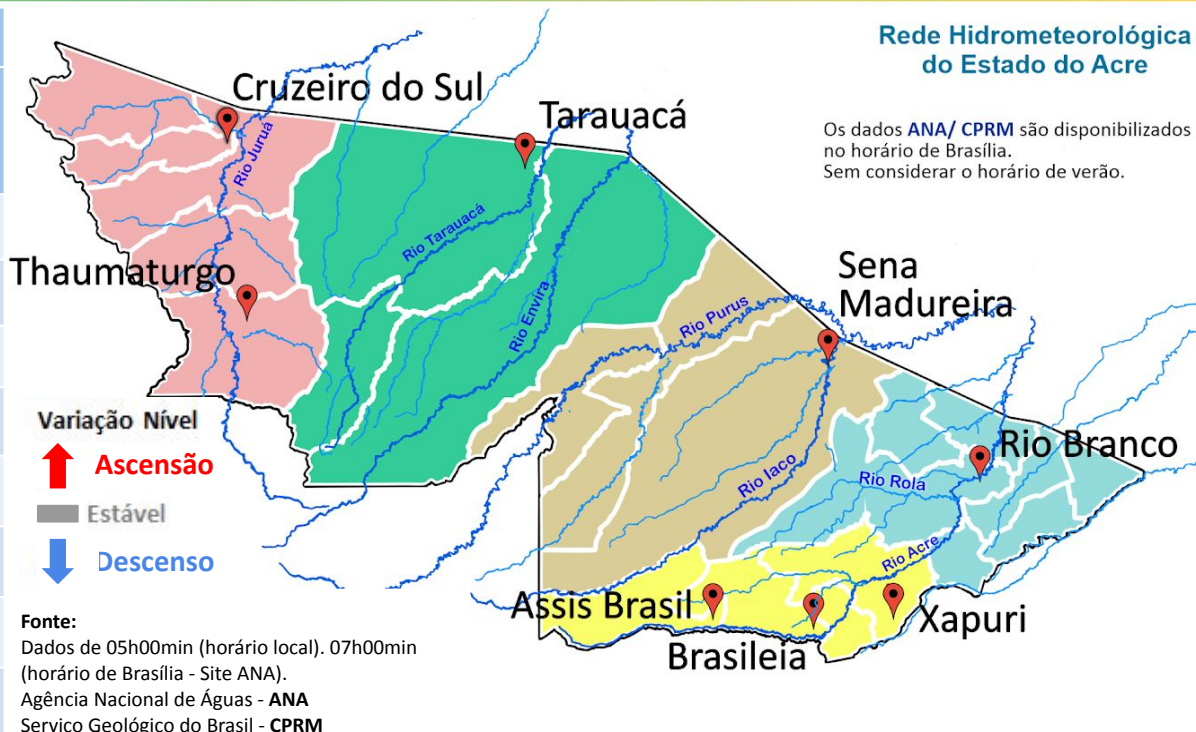 Rede Hidrometeorológica
do Estado do Acre
Os dados ANA/ CPRM são disponibilizados
no horário de Brasília.
Sem considerar o horário de verão.
Cruzeiro do Sul
Tarauacá
Rio Juruá
Rio Tarauacá
Thaumaturgo
Rio Envira
Sena
Madureira
Rio Purus
Variação Nível
Ascensão
Estável
Descenso
Rio Branco
Rio Iaco
Rio Rola
Rio Acre
Assis Brasil
Xapuri
Brasileia
Fonte:
Dados de 05h00min (horário local). 07h00min
(horário de Brasília - Site ANA).
Agência Nacional de Águas - ANA
Serviço Geológico do Brasil - CPRM